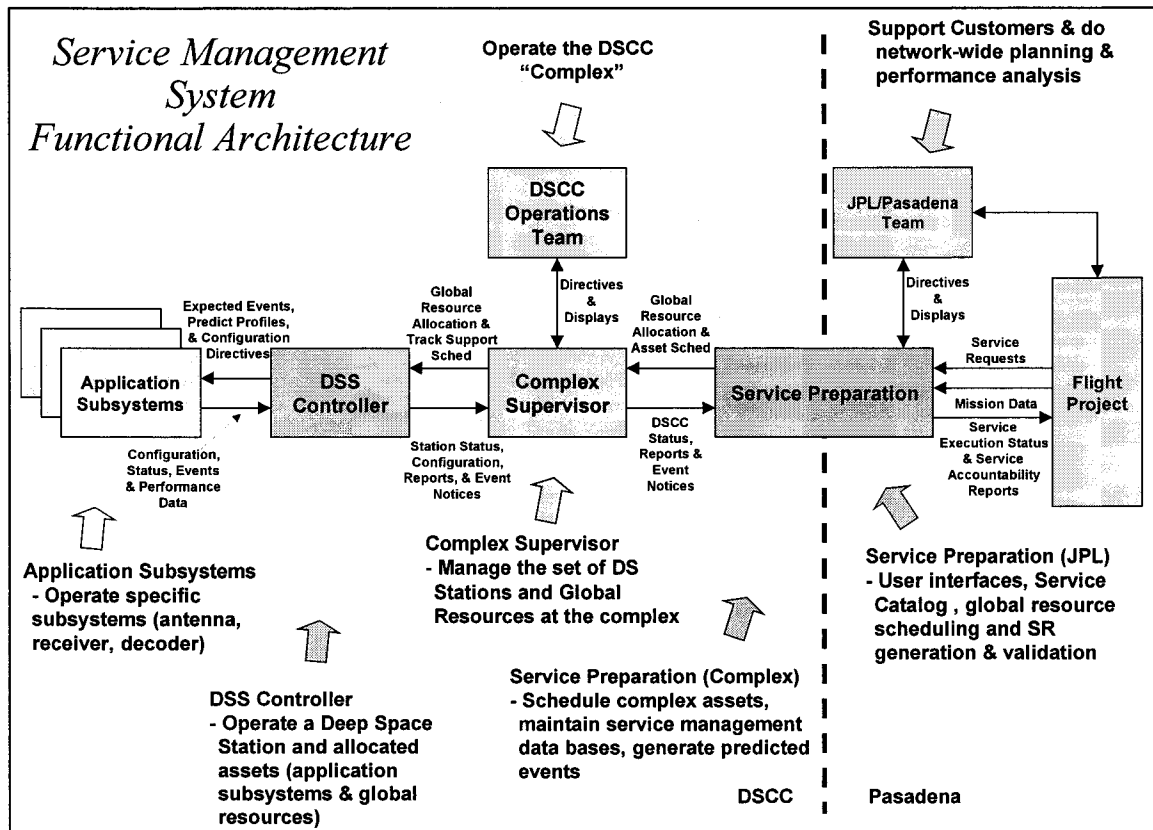 Service Management
System
Functional Architecture
Operate the DSCC
“Complex”
Support Customers & do
network-wide planning &
performance analysis
DSCC
Operations
Team
JPL/Pasadena
Team
Directives
&
Displays
Directives
&
Displays
Expected Events,
Predict Profiles,
& Configuration
Directives
Global
Resource
Allocation &
Track Support
Sched
Global
Resource
Allocation &
Asset Sched
Service
Requests
Application
Subsystems
DSS
Controller
Complex
Supervisor
Service Preparation
Flight
Project
Mission Data
Configuration,
Status, Events
& Performance
Data
Station Status,
Configuration,
Reports, & Event
Notices
DSCC
Status,
Reports &
Event
Notices
Service
Execution Status
& Service
Accountability
Reports
Application Subsystems
- Operate specific
subsystems (antenna,
receiver, decoder)
Complex Supervisor
- Manage the set of DS
Stations and Global
Resources at the complex
Service Preparation (JPL)
- User interfaces, Service
Catalog , global resource
scheduling and SR
generation & validation
DSS Controller
- Operate a Deep Space
Station and allocated
assets (application
subsystems & global
resources)
Service Preparation (Complex)
- Schedule complex assets,
maintain service management
data bases, generate predicted
events
DSCC
Pasadena